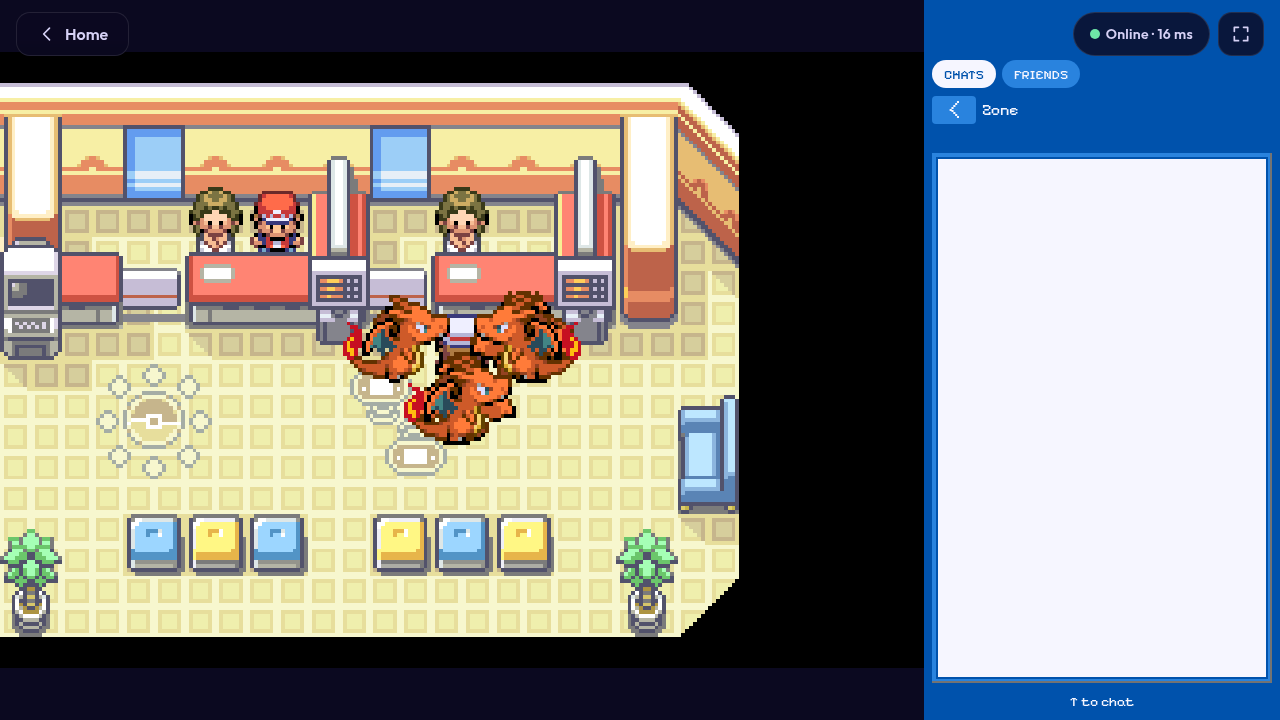 Home
Online · 16 ms
CHATS
FRIENDS
Zone
↑ to chat